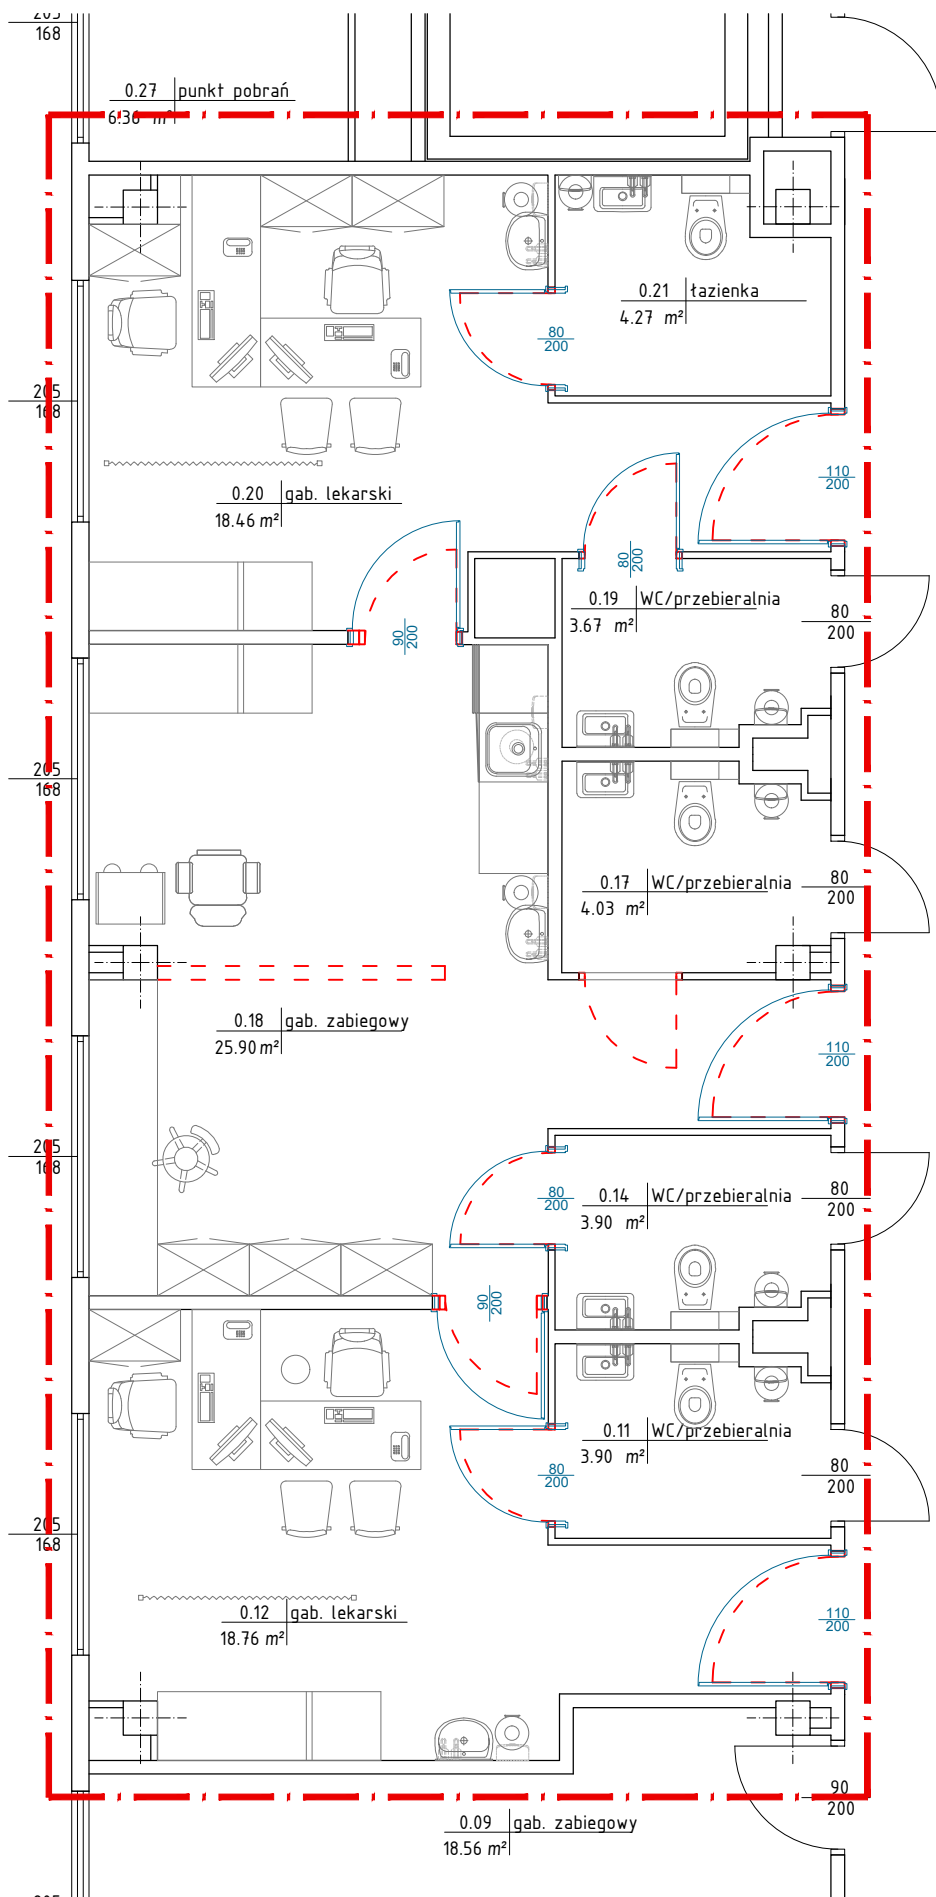 205
168
0.27 punkt pobrań
6.36 m²
0.21 łazienka
4.27 m²
80
200
205
168
110
200
0.20 gab. lekarski
18.46 m²
80
200
0.19 WC/przebieralnia
3.67 m²
80
200
90
200
205
168
0.17 WC/przebieralnia
4.03 m²
80
200
0.18 gab. zabiegowy
25.90 m²
110
200
205
168
80
200
0.14 WC/przebieralnia
3.90 m²
80
200
90
200
0.11 WC/przebieralnia
3.90 m²
80
200
80
200
205
168
0.12 gab. lekarski
18.76 m²
110
200
90
200
0.09 gab. zabiegowy
18.56 m²
205